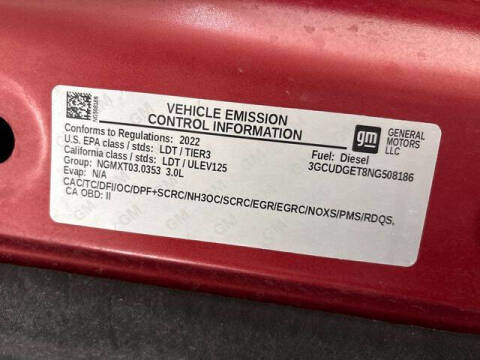 VEHICLE EMISSION
CONTROL INFORMATION
Conforms to Regulations: 2022
U.S. EPA class / stds: LDT / TIER3
California class / stds: LDT / ULEV125
Group: NGMXT03.0353 3.0L
Evap: N/A
CAC/TC/DFI/OC/DPF+SCRC/NH3OC/SCRC/EGR/EGRC/NOXS/PMS/RDQS,
CA OBD: II
gm
GENERAL
MOTORS
LLC
Fuel: Diesel
3GCUDGET8NG508186